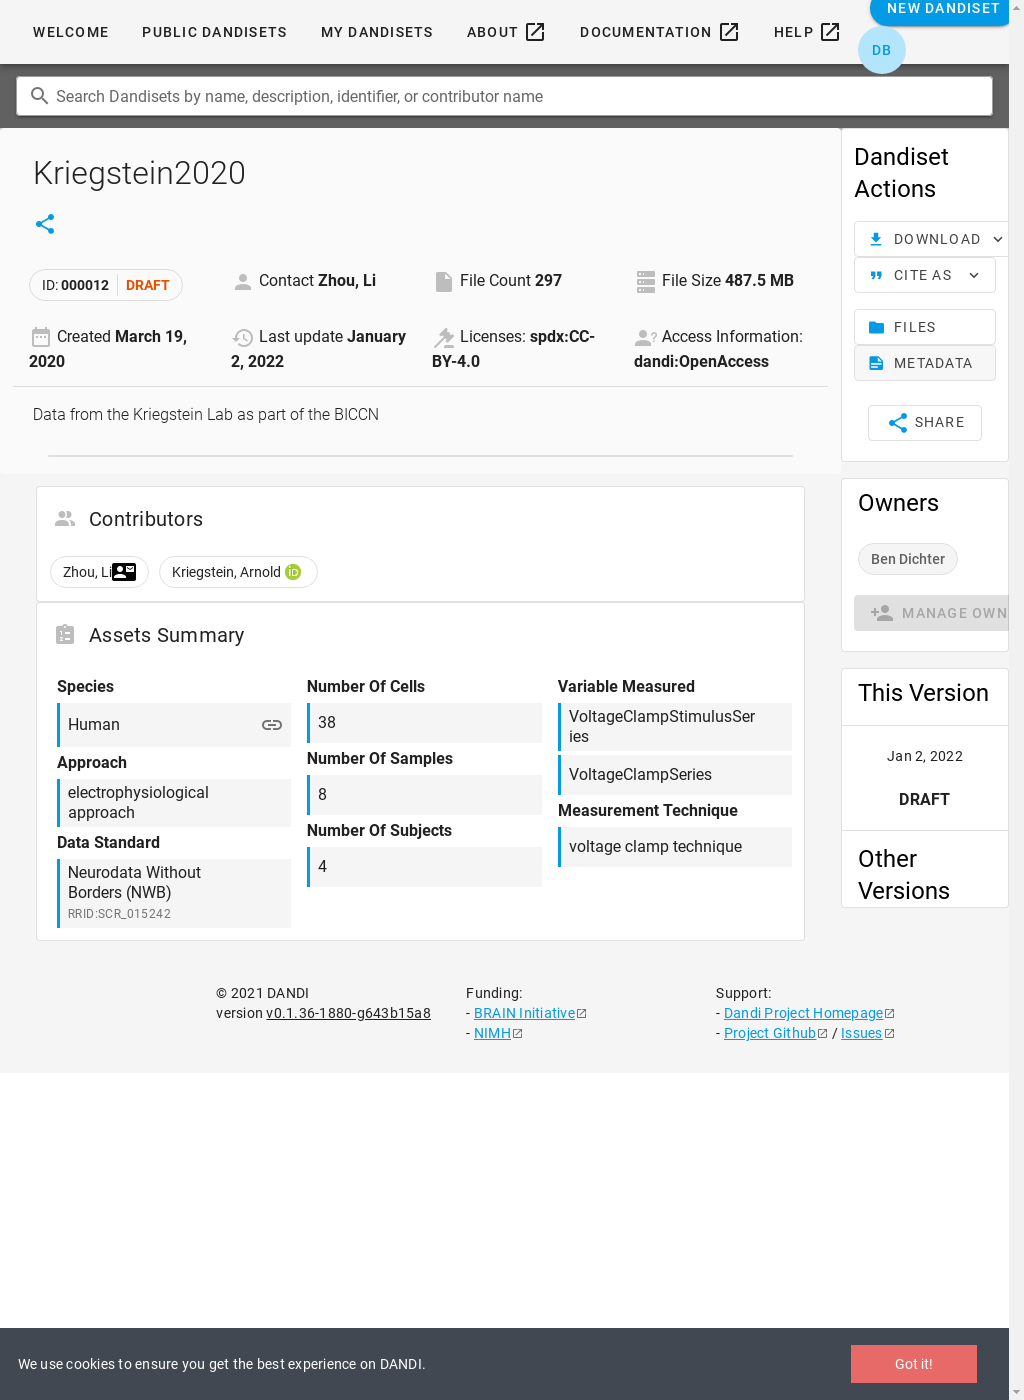 WELCOME
PUBLIC DANDISETS
MY DANDISETS
ABOUT
DOCUMENTATION
HELP
NEW DANDISET
DB
Search Dandisets by name, description, identifier, or contributor name
Kriegstein2020
ID: 000012 DRAFT
Contact Zhou, Li
File Count 297
File Size 487.5 MB
Created March 19,
2020
Last update January
2, 2022
Licenses: spdx:CC-
BY-4.0
Access Information:
dandi:OpenAccess
Data from the Kriegstein Lab as part of the BICCN
Contributors
Zhou, Li
Kriegstein, Arnold iD
Assets Summary
Species
Human
Approach
electrophysiological
approach
Data Standard
Neurodata Without
Borders (NWB)
RRID:SCR_015242
Number Of Cells
38
Number Of Samples
8
Number Of Subjects
4
Variable Measured
VoltageClampStimulusSer
ies
VoltageClampSeries
Measurement Technique
voltage clamp technique
Dandiset
Actions
DOWNLOAD
CITE AS
FILES
METADATA
SHARE
Owners
Ben Dichter
MANAGE OWN
This Version
Jan 2, 2022
DRAFT
Other
Versions
© 2021 DANDI
version v0.1.36-1880-g643b15a8
Funding:
- BRAIN Initiative
- NIMH
Support:
- Dandi Project Homepage
- Project Github / Issues
We use cookies to ensure you get the best experience on DANDI.
Got it!